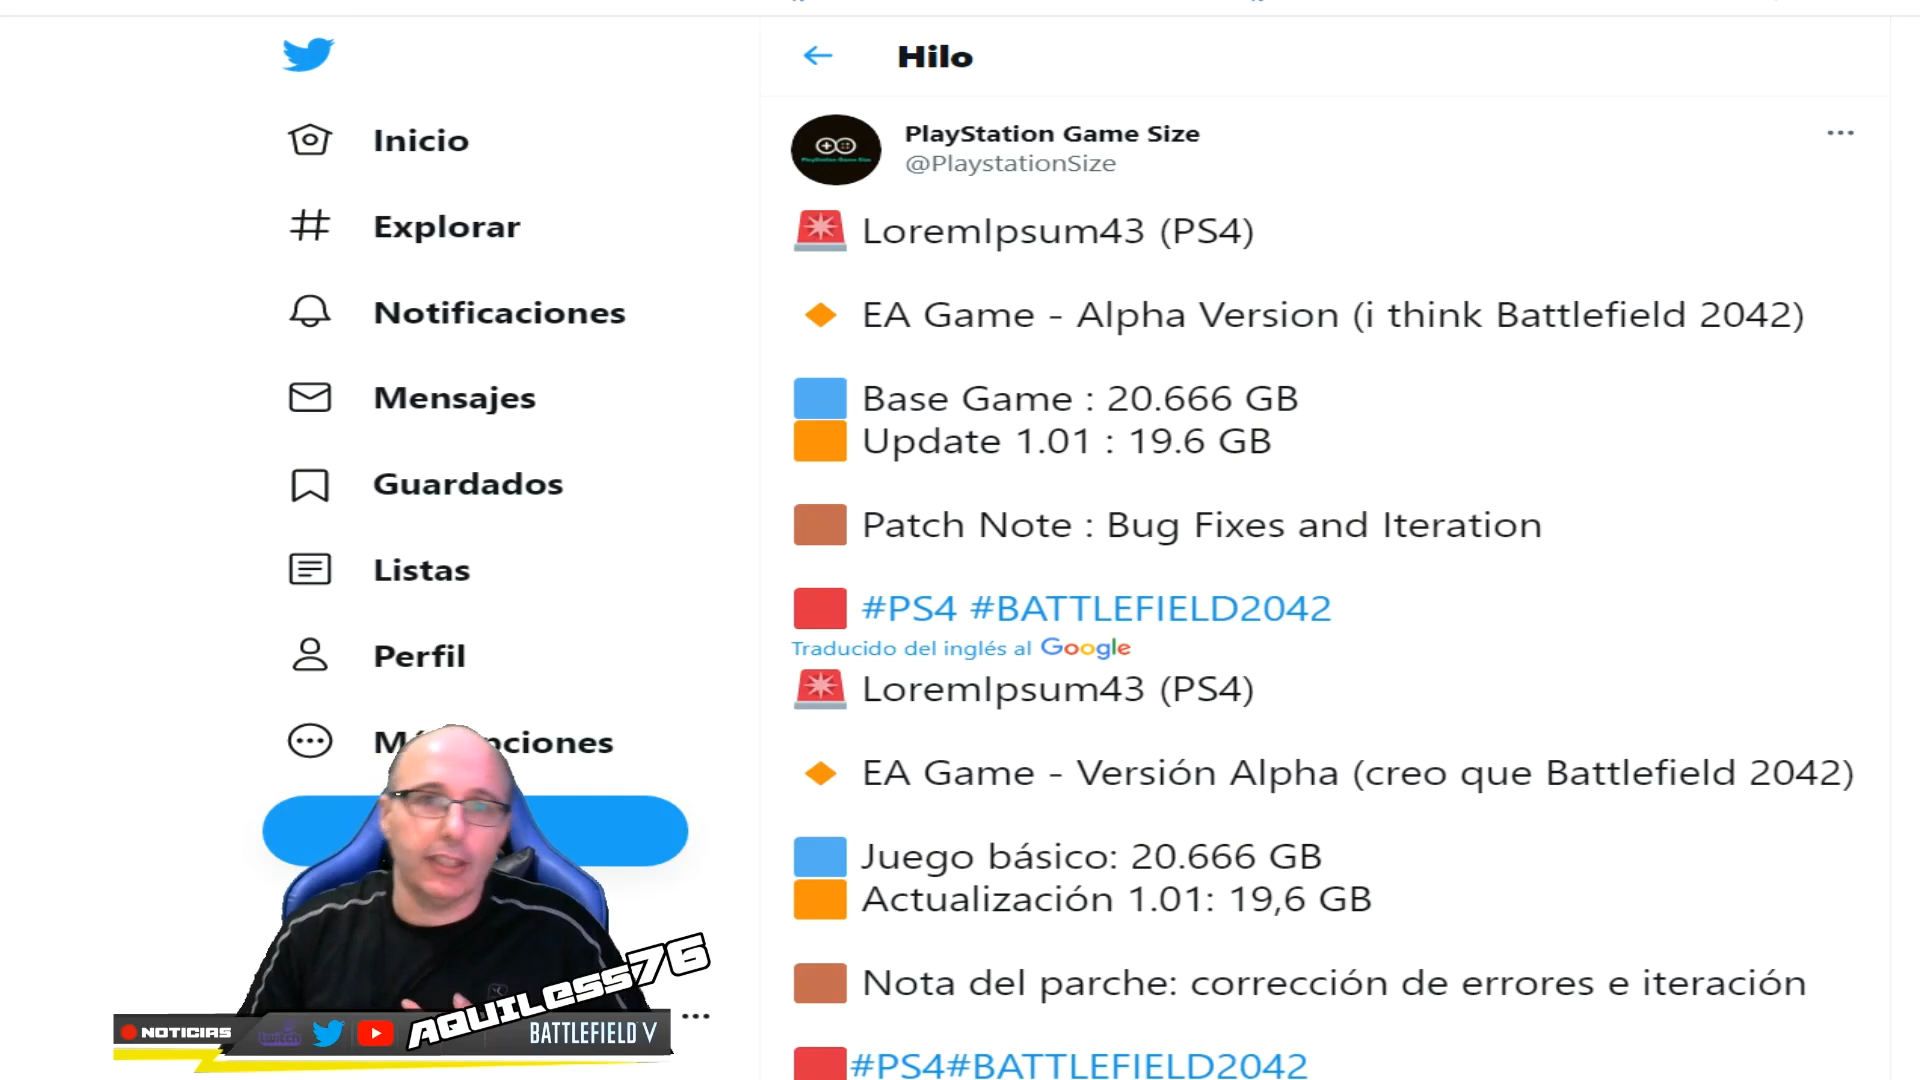 Hilo
PlayStation Game Size
@PlaystationSize
Inicio
Explorar
Notificaciones
Mensajes
Guardados
Listas
Perfil
LoremIpsum43 (PS4)
EA Game - Alpha Version (i think Battlefield 2042)
Base Game : 20.666 GB
Update 1.01 : 19.6 GB
Patch Note : Bug Fixes and Iteration
#PS4 #BATTLEFIELD2042
Traducido del inglés al Google
LoremIpsum43 (PS4)
EA Game - Versión Alpha (creo que Battlefield 2042)
Juego básico: 20.666 GB
Actualización 1.01: 19,6 GB
Nota del parche: corrección de errores e iteración
#PS4#BATTLEFIELD2042
AQUILESS76
NOTICIAS
twitch
BATTLEFIELD V